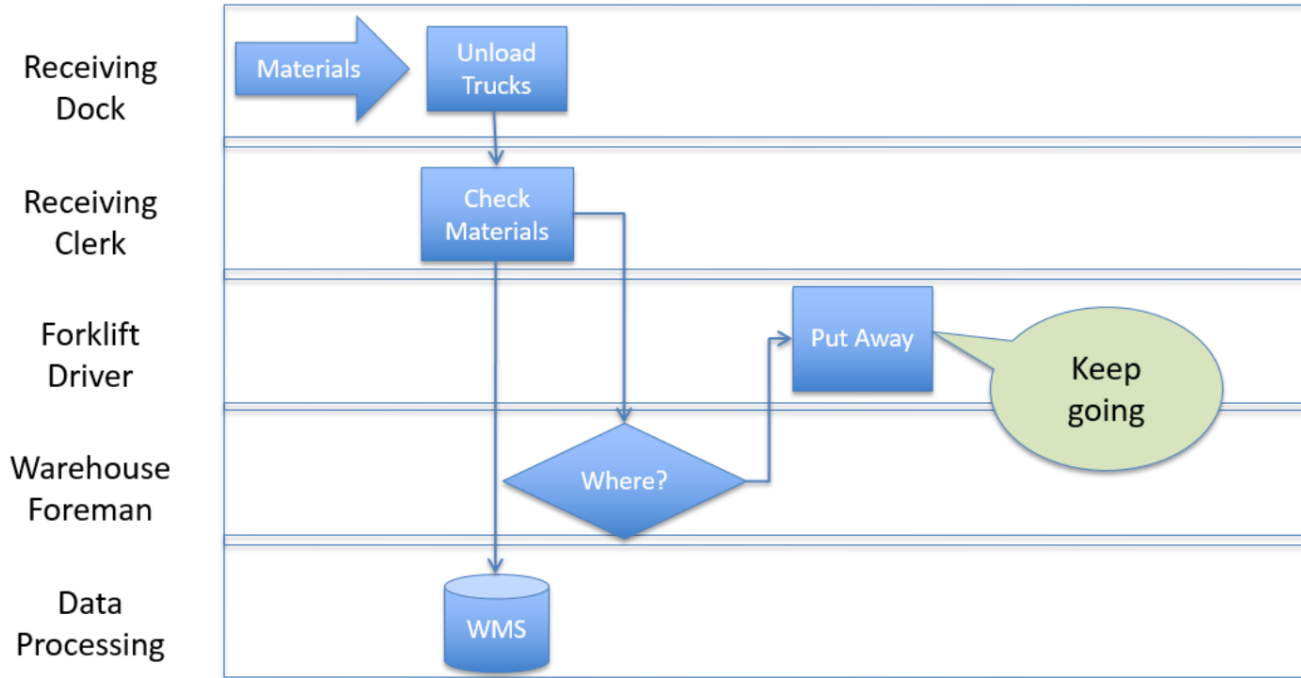 Receiving
Dock
Materials
Unload
Trucks
Receiving
Clerk
Check
Materials
Forklift
Driver
Put Away
Keep
going
Warehouse
Foreman
Where?
Data
Processing
WMS